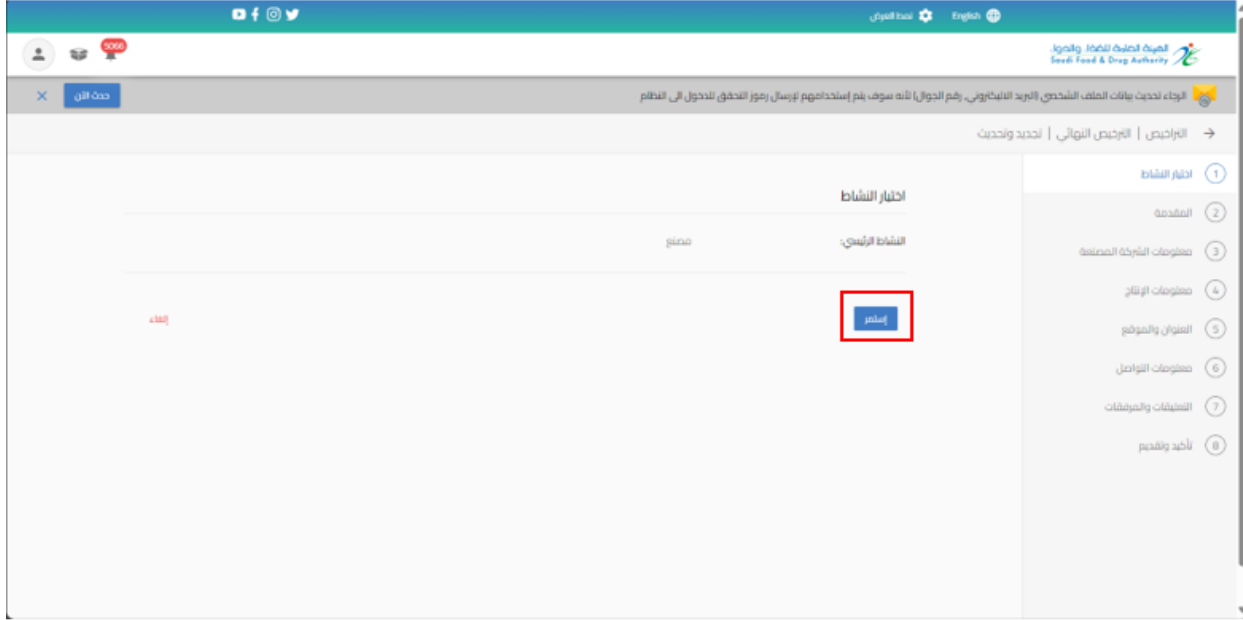 English نمط العرض
5066
الهيئة العامة للغذاء والدواء
Saudi Food & Drug Authority
الرجاء تحديث بيانات الملف الشخصي (البريد الاليكتروني, رقم الجوال) لأنه سوف يتم إستخدامهم لإرسال رموز التحقق للدخول الى النظام
حدث الآن
التراخيص | الترخيص النهائي | تجديد وتحديث
1 اختيار النشاط
2 المقدمة
3 معلومات الشركة المصنعة
4 معلومات الإنتاج
5 العنوان والموقع
6 معلومات التواصل
7 التعليقات والمرفقات
8 تأكيد وتقديم
اختيار النشاط
النشاط الرئيسي: مصنع
إستمر
إلغاء